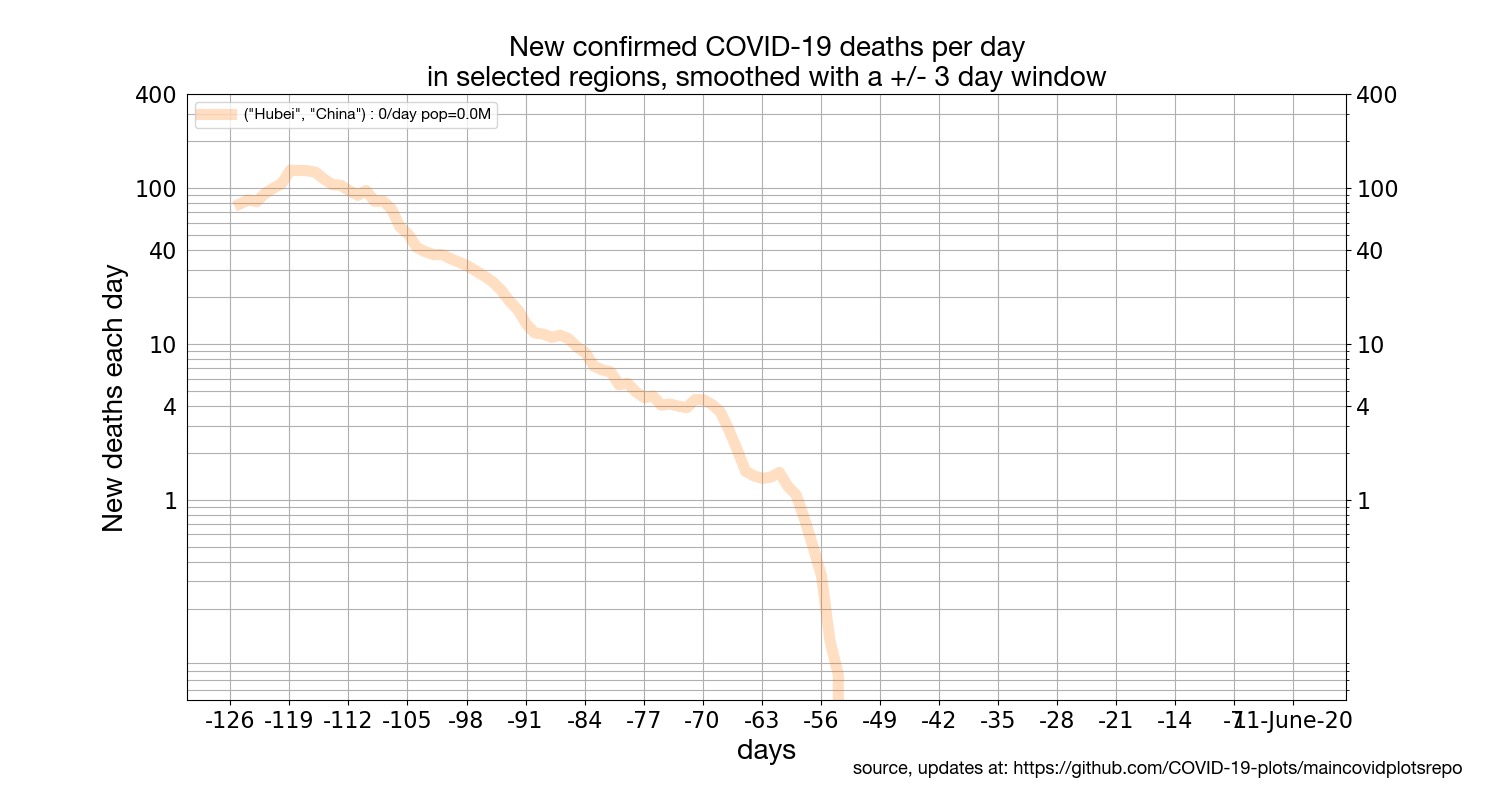 New confirmed COVID-19 deaths per day
in selected regions, smoothed with a +/- 3 day window
400
400
("Hubei", "China") : 0/day pop=0.0M
100
100
40
40
New deaths each day
10
10
4
4
1
1
-126 -119 -112 -105 -98 -91 -84 -77 -70 -63 -56 -49 -42 -35 -28 -21 -14 -7 11-June-20
days
source, updates at: https://github.com/COVID-19-plots/maincovidplotsrepo